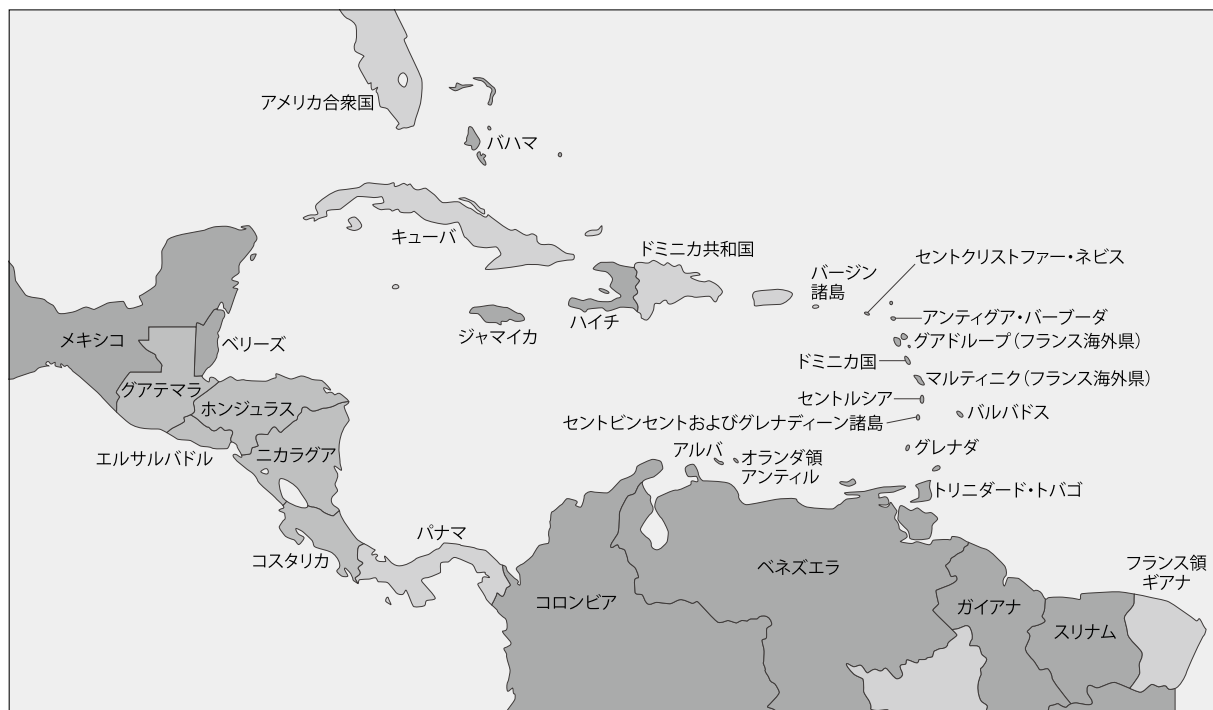 アメリカ合衆国
バハマ
キューバ
ドミニカ共和国
セントクリストファー・ネビス
バージン
諸島
アンティグア・バーブーダ
ハイチ
ジャマイカ
メキシコ
ベリーズ
グアドループ(フランス海外県)
ドミニカ国
マルティニク(フランス海外県)
グアテマラ
セントルシア
ホンジュラス
バルバドス
セントビンセントおよびグレナディーン諸島
グレナダ
アルバ
オランダ領
アンティル
エルサルバドル
ニカラグア
トリニダード・トバゴ
パナマ
コスタリカ
ベネズエラ
フランス領
ギアナ
コロンビア
ガイアナ
スリナム